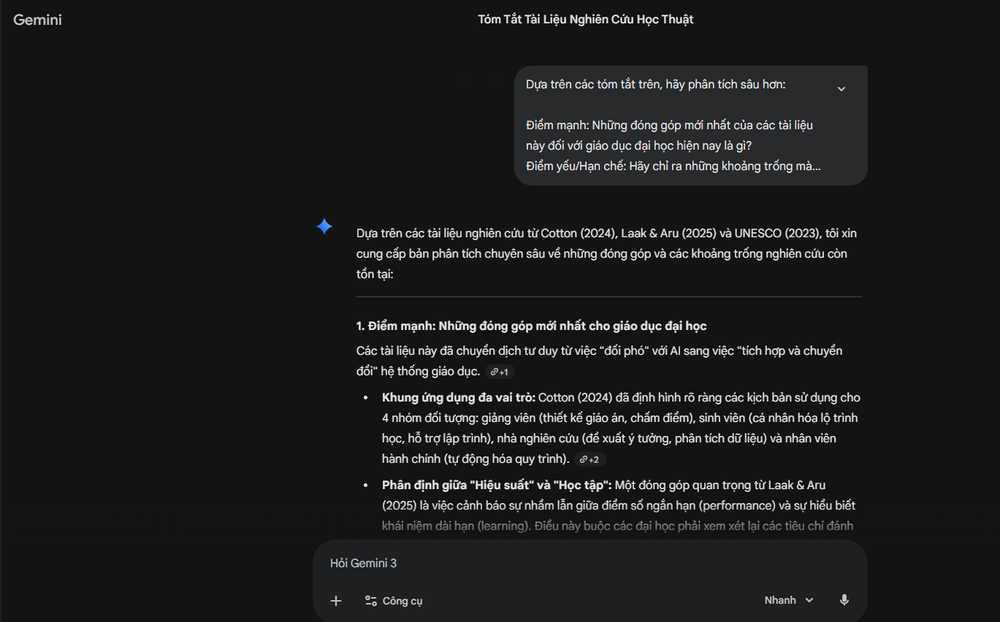 Gemini
Tóm Tắt Tài Liệu Nghiên Cứu Học Thuật
Dựa trên các tóm tắt trên, hãy phân tích sâu hơn:
Điểm mạnh: Những đóng góp mới nhất của các tài liệu
này đối với giáo dục đại học hiện nay là gì?
Điểm yếu/Hạn chế: Hãy chỉ ra những khoảng trống mà...
Dựa trên các tài liệu nghiên cứu từ Cotton (2024), Laak & Aru (2025) và UNESCO (2023), tôi xin
cung cấp bản phân tích chuyên sâu về những đóng góp và các khoảng trống nghiên cứu còn
tồn tại:
1. Điểm mạnh: Những đóng góp mới nhất cho giáo dục đại học
Các tài liệu này đã chuyển dịch tư duy từ việc "đối phó" với AI sang việc "tích hợp và chuyển
đổi" hệ thống giáo dục. +1
• Khung ứng dụng đa vai trò: Cotton (2024) đã định hình rõ ràng các kịch bản sử dụng cho
4 nhóm đối tượng: giảng viên (thiết kế giáo án, chấm điểm), sinh viên (cá nhân hóa lộ trình
học, hỗ trợ lập trình), nhà nghiên cứu (đề xuất ý tưởng, phân tích dữ liệu) và nhân viên
hành chính (tự động hóa quy trình). +2
• Phân định giữa "Hiệu suất" và "Học tập": Một đóng góp quan trọng từ Laak & Aru
(2025) là việc cảnh báo sự nhầm lẫn giữa điểm số ngắn hạn (performance) và sự hiểu biết
khái niệm dài hạn (learning). Điều này buộc các đại học phải xem xét lại các tiêu chí đánh
Hỏi Gemini 3
Công cụ
Nhanh